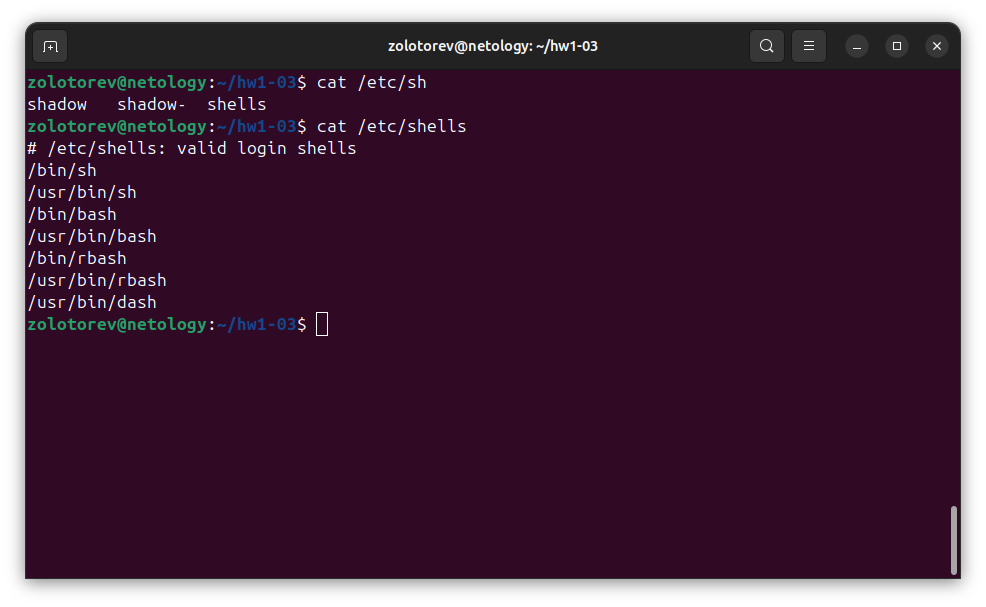 zolotorev@netology: ~/hw1-03
zolotorev@netology:~/hw1-03$ cat /etc/sh
shadow   shadow-  shells
zolotorev@netology:~/hw1-03$ cat /etc/shells
# /etc/shells: valid login shells
/bin/sh
/usr/bin/sh
/bin/bash
/usr/bin/bash
/bin/rbash
/usr/bin/rbash
/usr/bin/dash
zolotorev@netology:~/hw1-03$